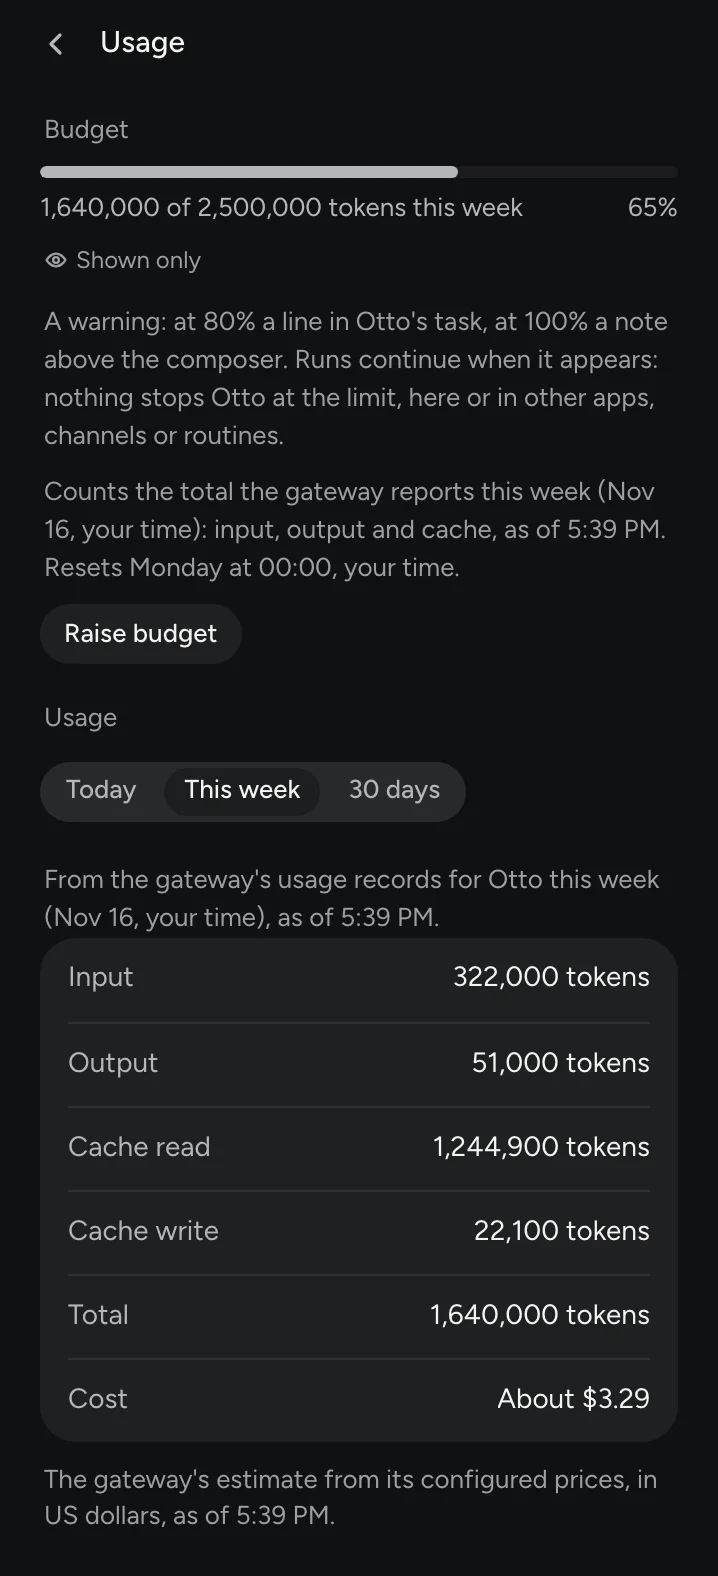 Usage
Budget
1,640,000 of 2,500,000 tokens this week 65%
Shown only
A warning: at 80% a line in Otto's task, at 100% a note
above the composer. Runs continue when it appears:
nothing stops Otto at the limit, here or in other apps,
channels or routines.
Counts the total the gateway reports this week (Nov
16, your time): input, output and cache, as of 5:39 PM.
Resets Monday at 00:00, your time.
Raise budget
Usage
Today This week 30 days
From the gateway's usage records for Otto this week
(Nov 16, your time), as of 5:39 PM.
Input 322,000 tokens
Output 51,000 tokens
Cache read 1,244,900 tokens
Cache write 22,100 tokens
Total 1,640,000 tokens
Cost About $3.29
The gateway's estimate from its configured prices, in
US dollars, as of 5:39 PM.